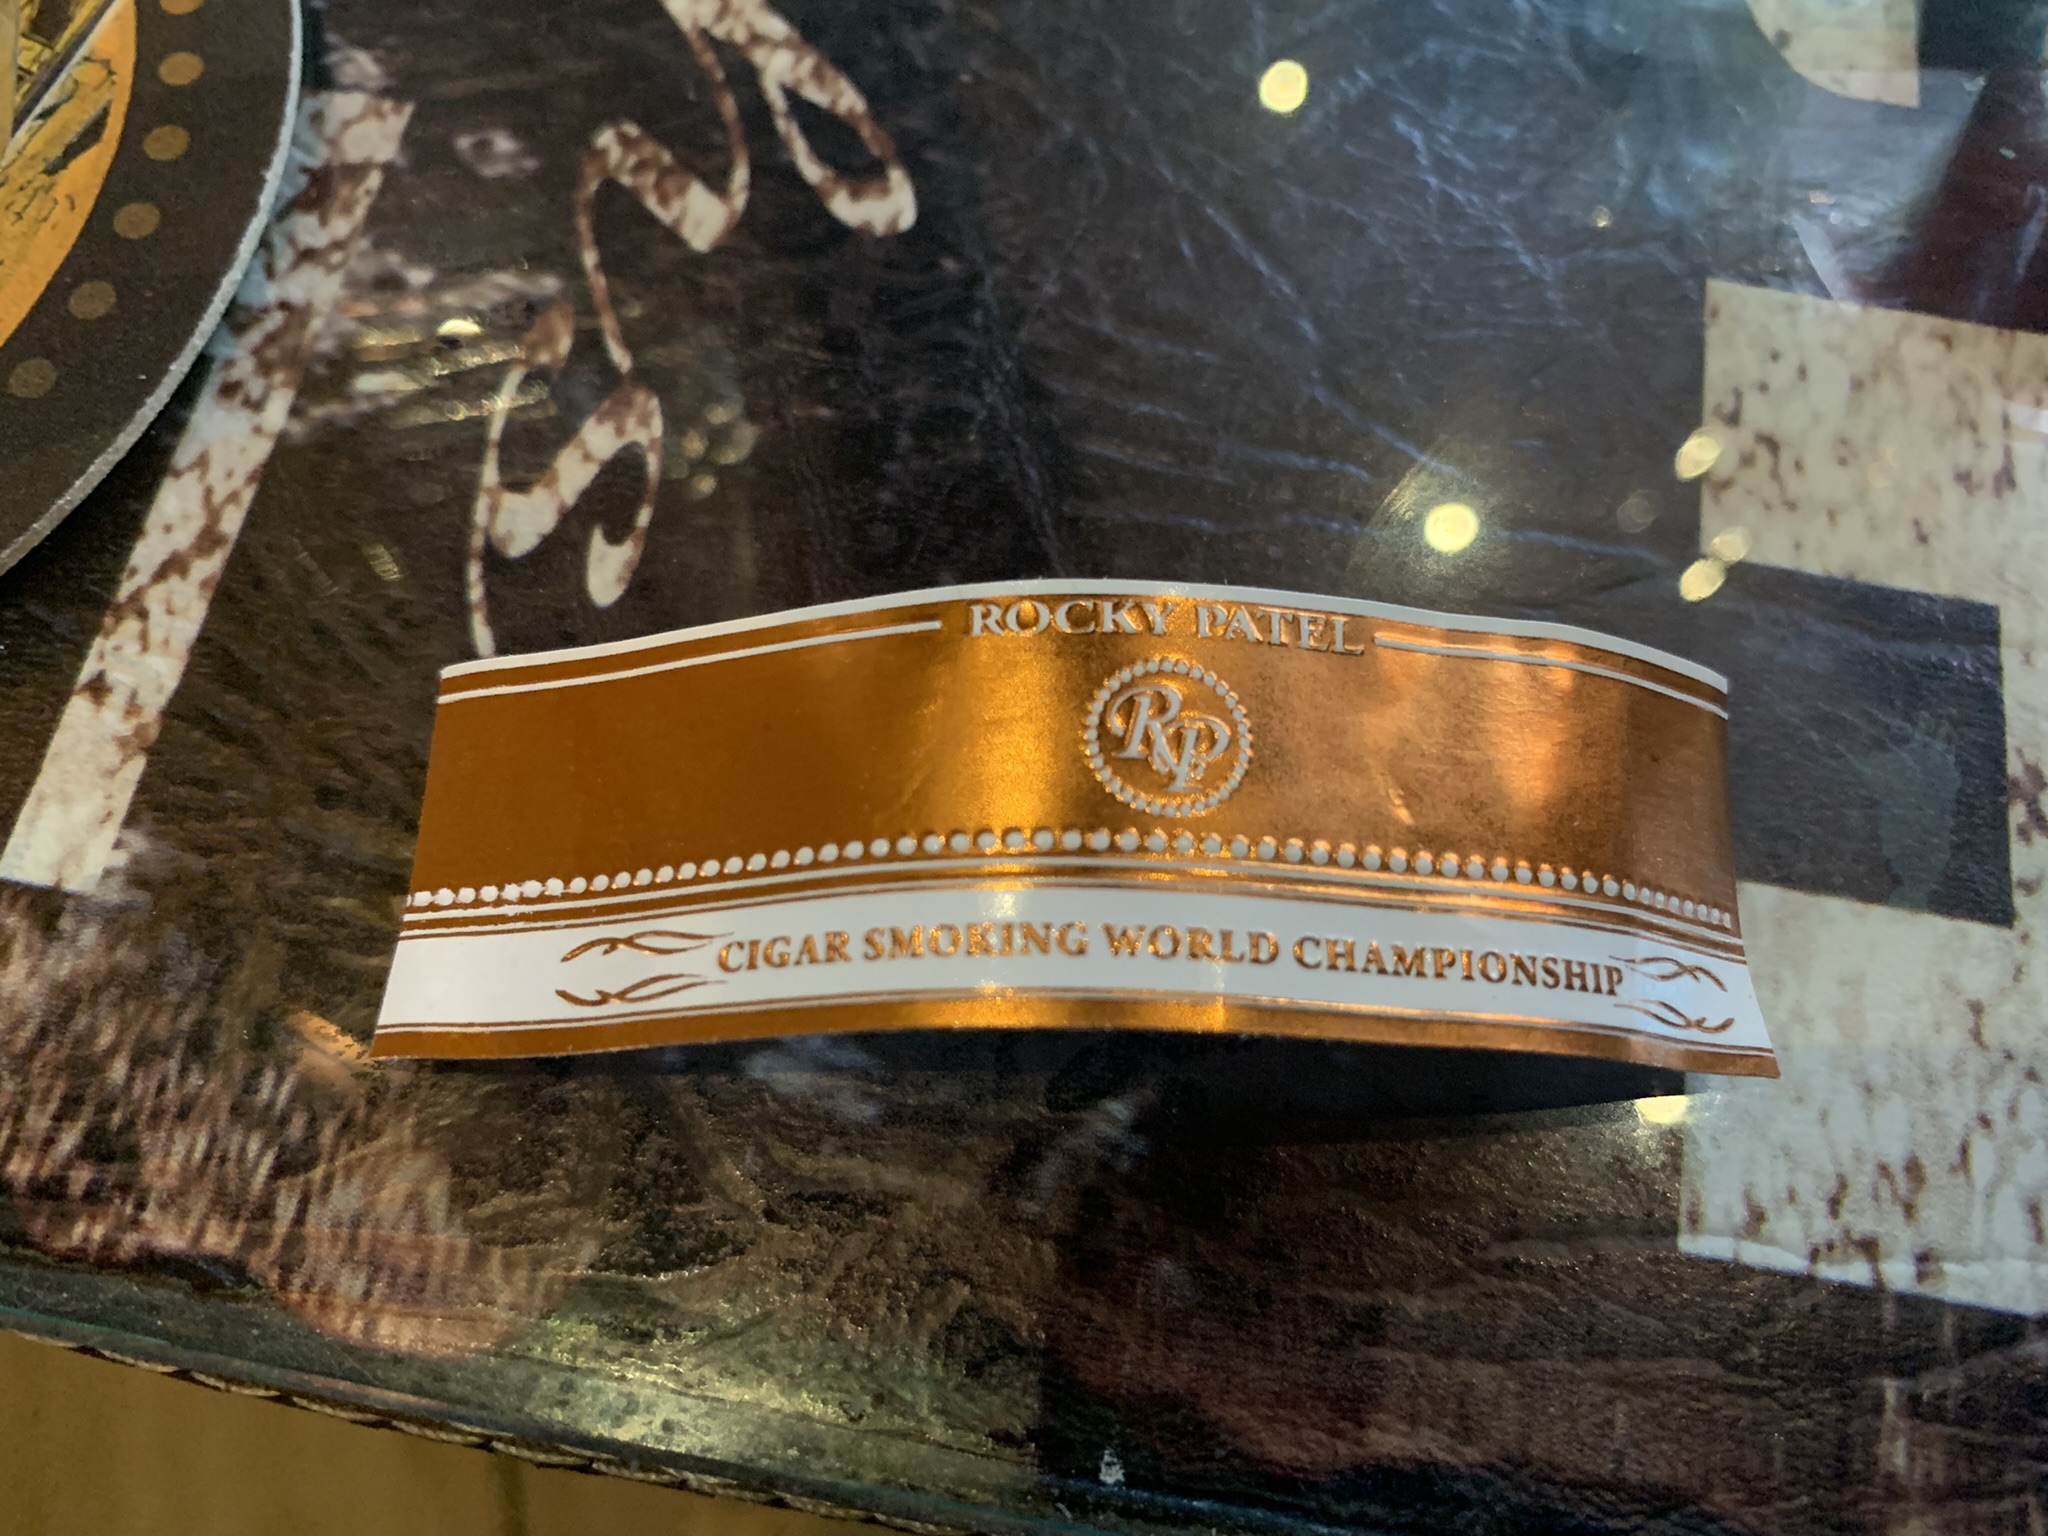 ROCKY PATEL
RP
CIGAR SMOKING WORLD CHAMPIONSHIP